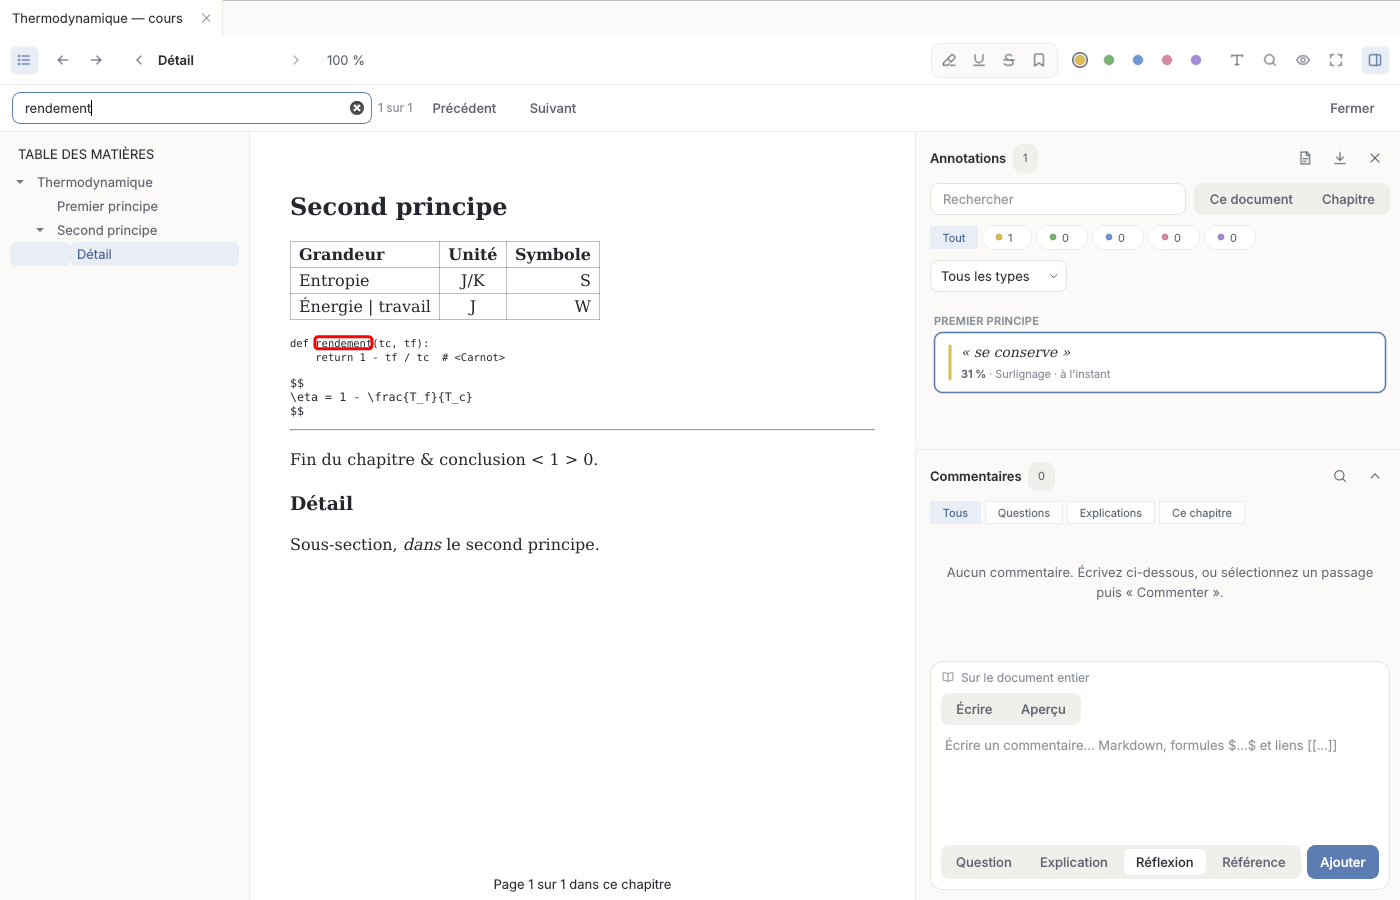 Thermodynamique — cours
Détail
100 %
rendement
1 sur 1
Précédent
Suivant
Fermer
TABLE DES MATIÈRES
Thermodynamique
Premier principe
Second principe
Détail
Second principe
Grandeur Unité Symbole
Entropie J/K S
Énergie | travail J W
def rendement(tc, tf):
    return 1 - tf / tc  # <Carnot>
$$
\eta = 1 - \frac{T_f}{T_c}
$$
Fin du chapitre & conclusion < 1 > 0.
Détail
Sous-section, dans le second principe.
Page 1 sur 1 dans ce chapitre
Annotations 1
Rechercher
Ce document Chapitre
Tout 1 0 0 0 0
Tous les types
PREMIER PRINCIPE
« se conserve »
31 % · Surlignage · à l'instant
Commentaires 0
Tous Questions Explications Ce chapitre
Aucun commentaire. Écrivez ci-dessous, ou sélectionnez un passage
puis « Commenter ».
Sur le document entier
Écrire Aperçu
Écrire un commentaire... Markdown, formules $...$ et liens [[...]]
Question Explication Réflexion Référence Ajouter